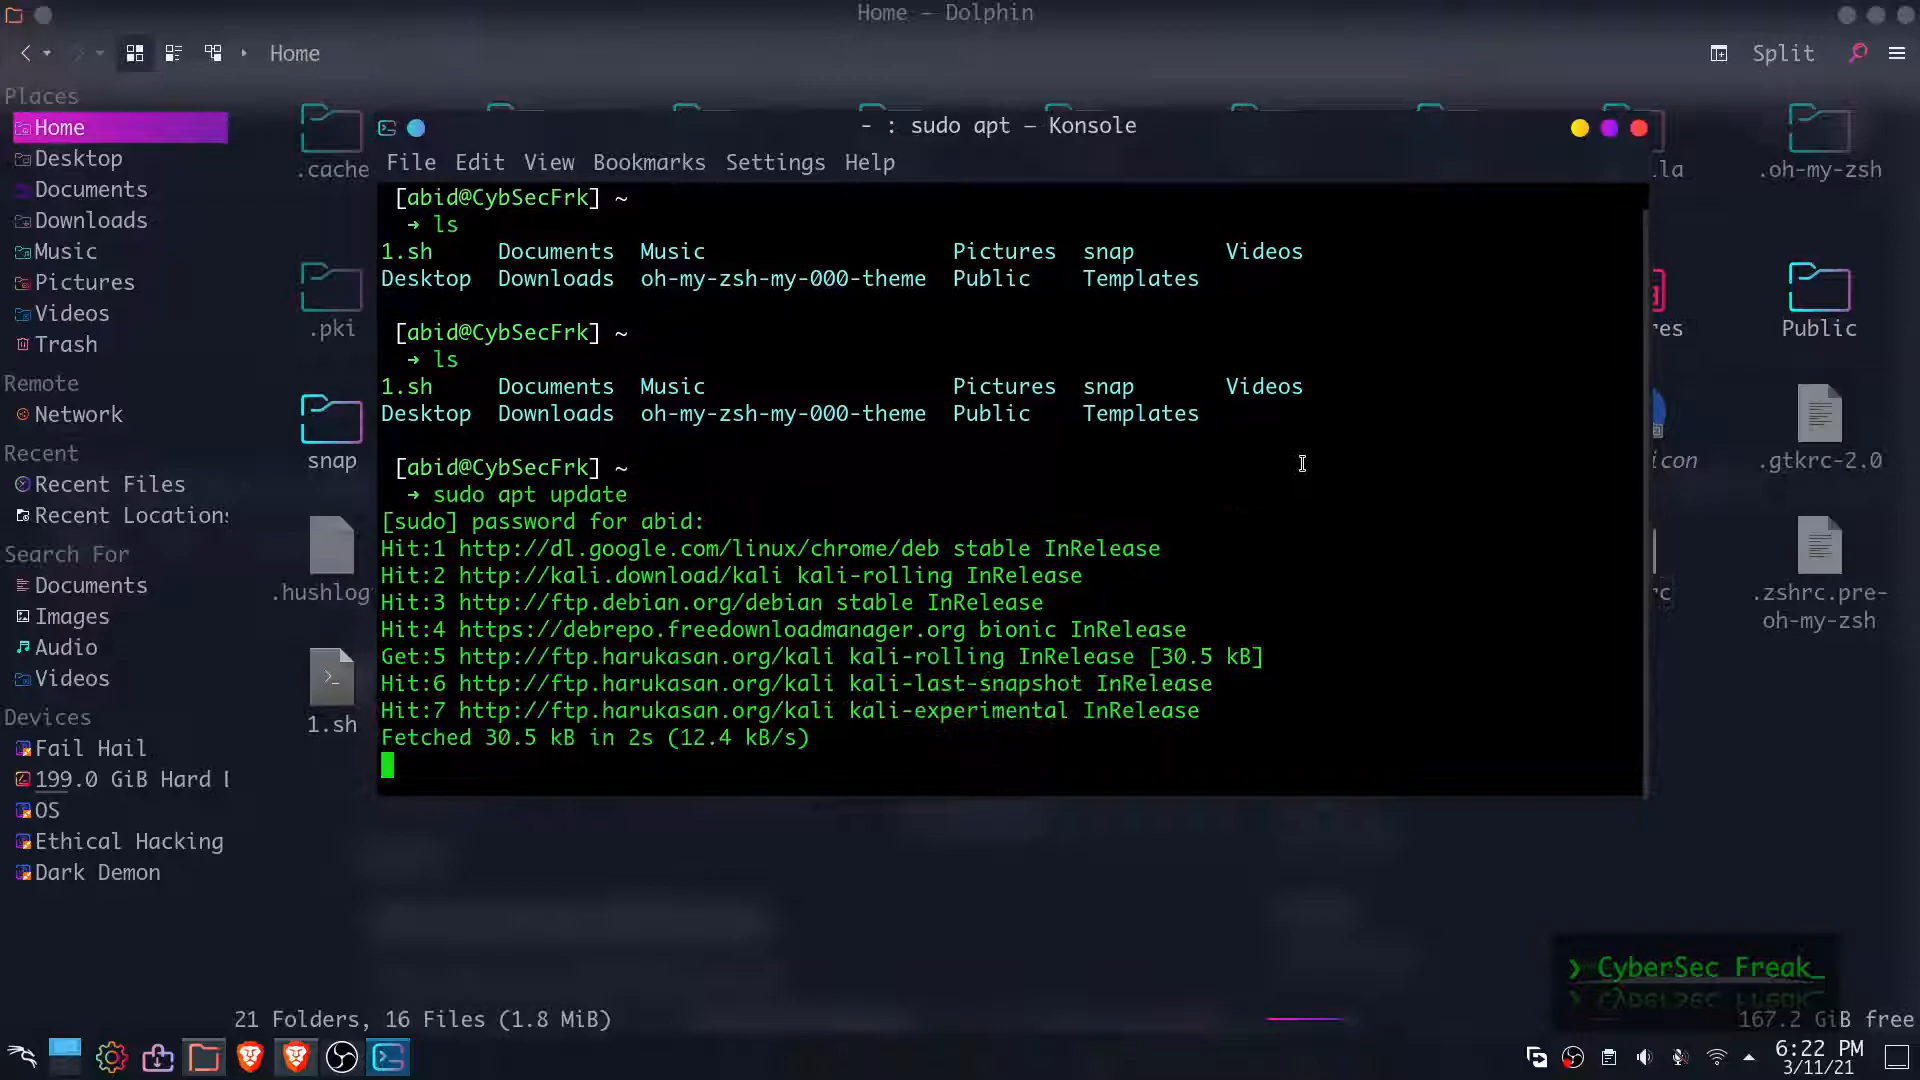 Home – Dolphin
Home
Split
Places
Home
Desktop
Documents
Downloads
Music
Pictures
Videos
Trash
Remote
Network
Recent
Recent Files
Recent Locations
Search For
Documents
Images
Audio
Videos
Devices
Fail Hail
199.0 GiB Hard D
OS
Ethical Hacking
Dark Demon
.cache
.pki
snap
.hushlog
1.sh
~ : sudo apt — Konsole
File Edit View Bookmarks Settings Help
[abid@CybSecFrk] ~
➜ ls
1.sh Documents Music Pictures snap Videos
Desktop Downloads oh-my-zsh-my-000-theme Public Templates
[abid@CybSecFrk] ~
➜ ls
1.sh Documents Music Pictures snap Videos
Desktop Downloads oh-my-zsh-my-000-theme Public Templates
[abid@CybSecFrk] ~
➜ sudo apt update
[sudo] password for abid:
Hit:1 http://dl.google.com/linux/chrome/deb stable InRelease
Hit:2 http://kali.download/kali kali-rolling InRelease
Hit:3 http://ftp.debian.org/debian stable InRelease
Hit:4 https://debrepo.freedownloadmanager.org bionic InRelease
Get:5 http://ftp.harukasan.org/kali kali-rolling InRelease [30.5 kB]
Hit:6 http://ftp.harukasan.org/kali kali-last-snapshot InRelease
Hit:7 http://ftp.harukasan.org/kali kali-experimental InRelease
Fetched 30.5 kB in 2s (12.4 kB/s)
la
.oh-my-zsh
res
Public
icon
.gtkrc-2.0
rc
.zshrc.pre-
oh-my-zsh
❯ CyberSec Freak_
21 Folders, 16 Files (1.8 MiB)
167.2 GiB free
6:22 PM
3/11/21